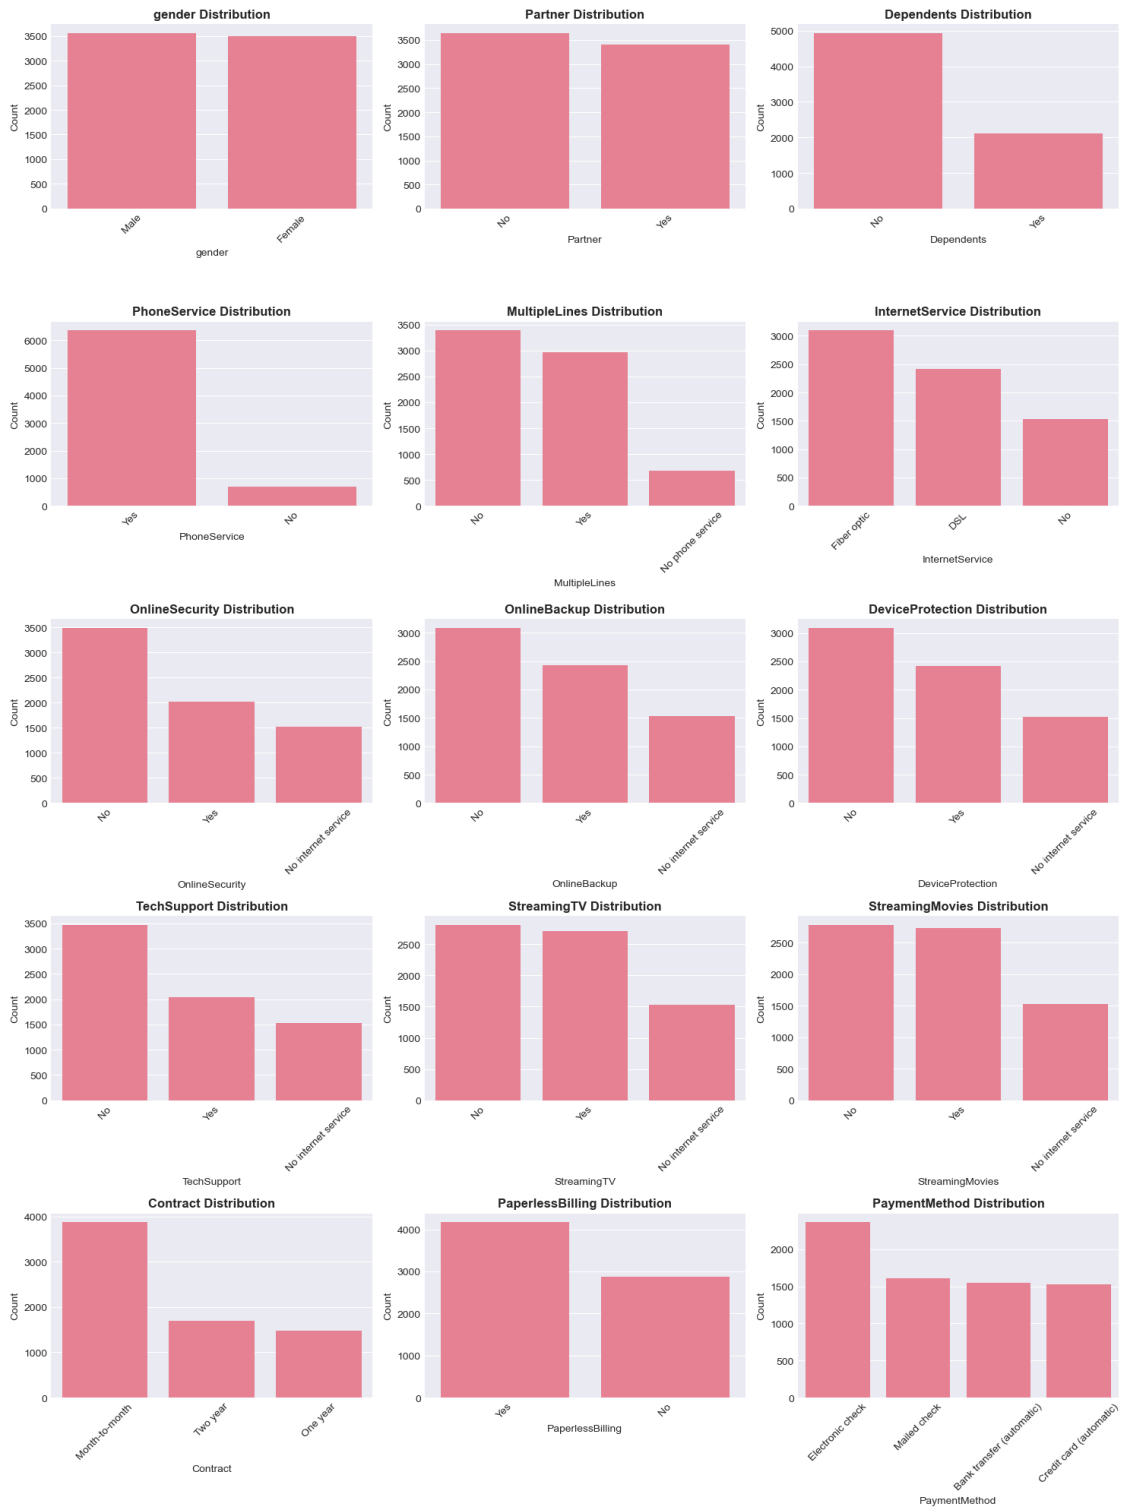 gender Distribution
Count
3500
3000
2500
2000
1500
1000
500
0
Male
Female
gender
Partner Distribution
Count
3500
3000
2500
2000
1500
1000
500
0
No
Yes
Partner
Dependents Distribution
Count
5000
4000
3000
2000
1000
0
No
Yes
Dependents
PhoneService Distribution
Count
6000
5000
4000
3000
2000
1000
0
Yes
No
PhoneService
MultipleLines Distribution
Count
3500
3000
2500
2000
1500
1000
500
0
No
Yes
No phone service
MultipleLines
InternetService Distribution
Count
3000
2500
2000
1500
1000
500
0
Fiber optic
DSL
No
InternetService
OnlineSecurity Distribution
Count
3500
3000
2500
2000
1500
1000
500
0
No
Yes
No internet service
OnlineSecurity
OnlineBackup Distribution
Count
3000
2500
2000
1500
1000
500
0
No
Yes
No internet service
OnlineBackup
DeviceProtection Distribution
Count
3000
2500
2000
1500
1000
500
0
No
Yes
No internet service
DeviceProtection
TechSupport Distribution
Count
3500
3000
2500
2000
1500
1000
500
0
No
Yes
No internet service
TechSupport
StreamingTV Distribution
Count
2500
2000
1500
1000
500
0
No
Yes
No internet service
StreamingTV
StreamingMovies Distribution
Count
2500
2000
1500
1000
500
0
No
Yes
No internet service
StreamingMovies
Contract Distribution
Count
4000
3000
2000
1000
0
Month-to-month
Two year
One year
Contract
PaperlessBilling Distribution
Count
4000
3000
2000
1000
0
Yes
No
PaperlessBilling
PaymentMethod Distribution
Count
2000
1500
1000
500
0
Electronic check
Mailed check
Bank transfer (automatic)
Credit card (automatic)
PaymentMethod